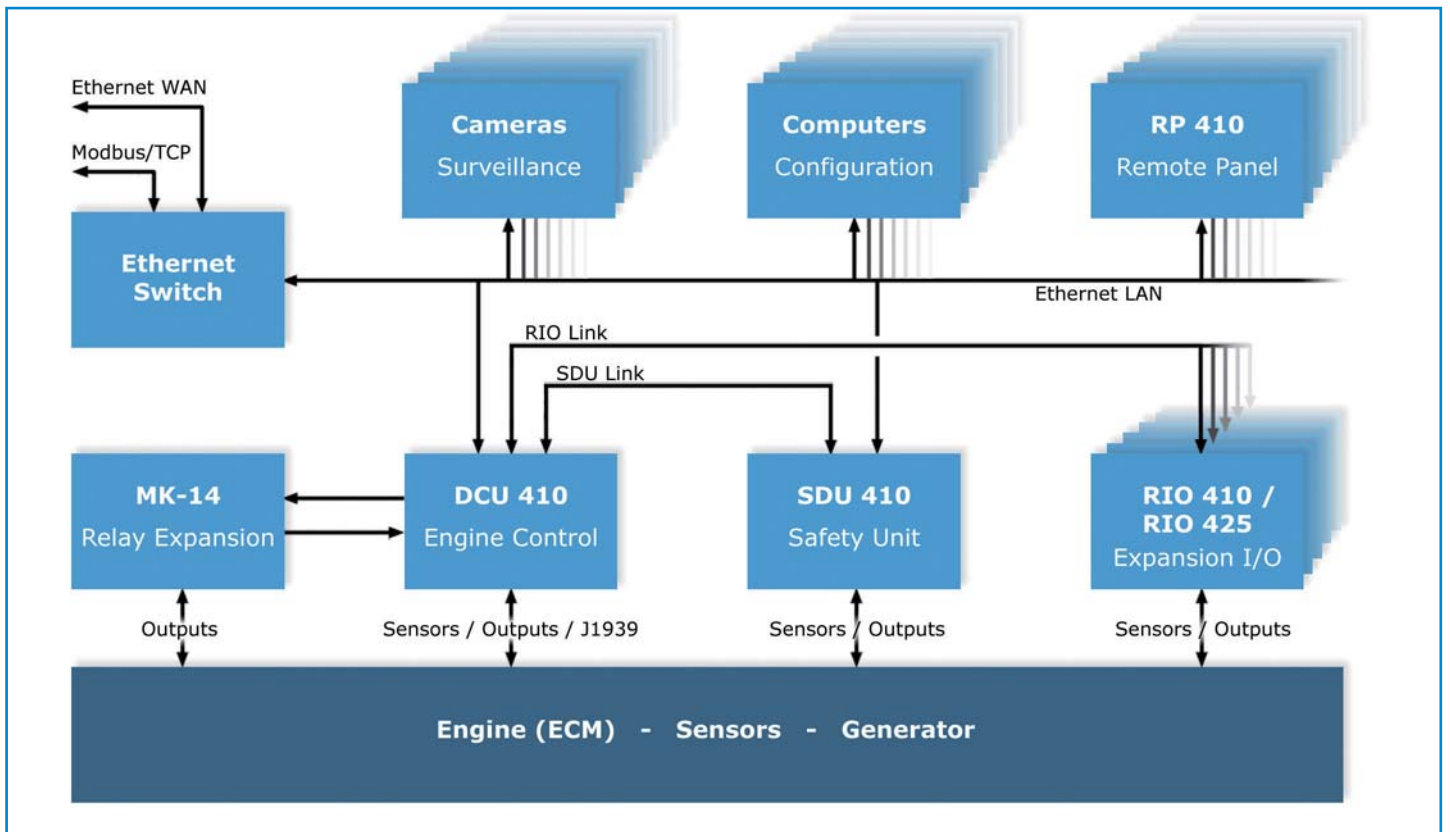 Ethernet WAN
Modbus/TCP
Cameras
Surveillance
Computers
Configuration
RP 410
Remote Panel
Ethernet
Switch
Ethernet LAN
RIO Link
SDU Link
MK-14
Relay Expansion
DCU 410
Engine Control
SDU 410
Safety Unit
RIO 410 /
RIO 425
Expansion I/O
Outputs
Sensors / Outputs / J1939
Sensors / Outputs
Sensors / Outputs
Engine (ECM) - Sensors - Generator